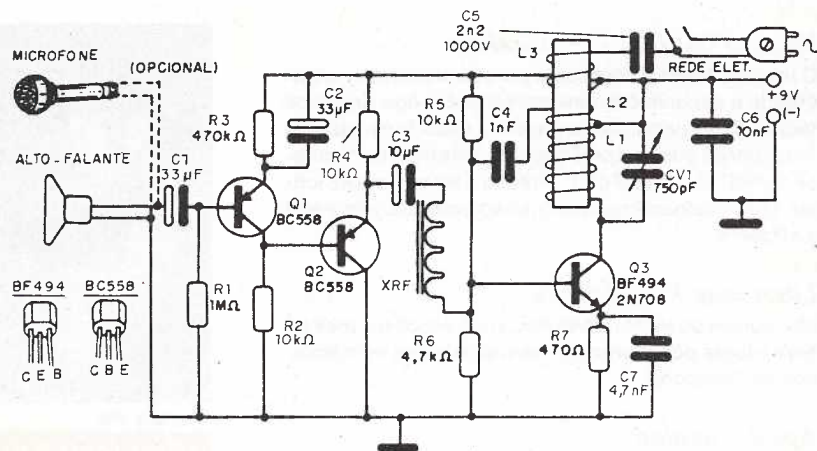 MICROFONE
(OPCIONAL)
ALTO-FALANTE
C1
33µF
R3
470kΩ
C2
33µF
R4
10kΩ
C3
10µF
R5
10kΩ
C4
1nF
C5
2n2
1000V
L3
REDE ELET.
L2
L1
+9V
(-)
C6
10nF
CV1
750pF
Q1
BC558
Q2
BC558
XRF
Q3
BF494
2N708
BF494
BC558
C E B
C B E
R1
1MΩ
R2
10kΩ
R6
4,7kΩ
R7
470Ω
C7
4,7nF